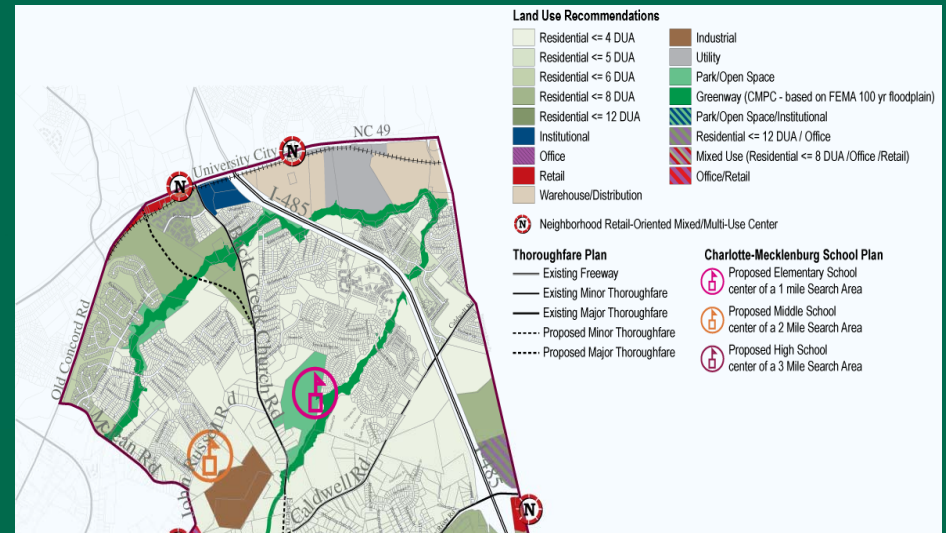 Land Use Recommendations
Residential <= 4 DUA
Residential <= 5 DUA
Residential <= 6 DUA
Residential <= 8 DUA
Residential <= 12 DUA
Institutional
Office
Retail
Warehouse/Distribution
Industrial
Utility
Park/Open Space
Greenway (CMPC - based on FEMA 100 yr floodplain)
Park/Open Space/Institutional
Residential <= 12 DUA / Office
Mixed Use (Residential <= 8 DUA /Office /Retail)
Office/Retail
N Neighborhood Retail-Oriented Mixed/Multi-Use Center
Thoroughfare Plan
Existing Freeway
Existing Minor Thoroughfare
Existing Major Thoroughfare
Proposed Minor Thoroughfare
Proposed Major Thoroughfare
Charlotte-Mecklenburg School Plan
Proposed Elementary School
center of a 1 mile Search Area
Proposed Middle School
center of a 2 Mile Search Area
Proposed High School
center of a 3 Mile Search Area
NC 49
University City
N
N
I-485
Back Creek Church Rd
Old Concord Rd
McLean Rd
John Russell Rd
Caldwell Rd
N